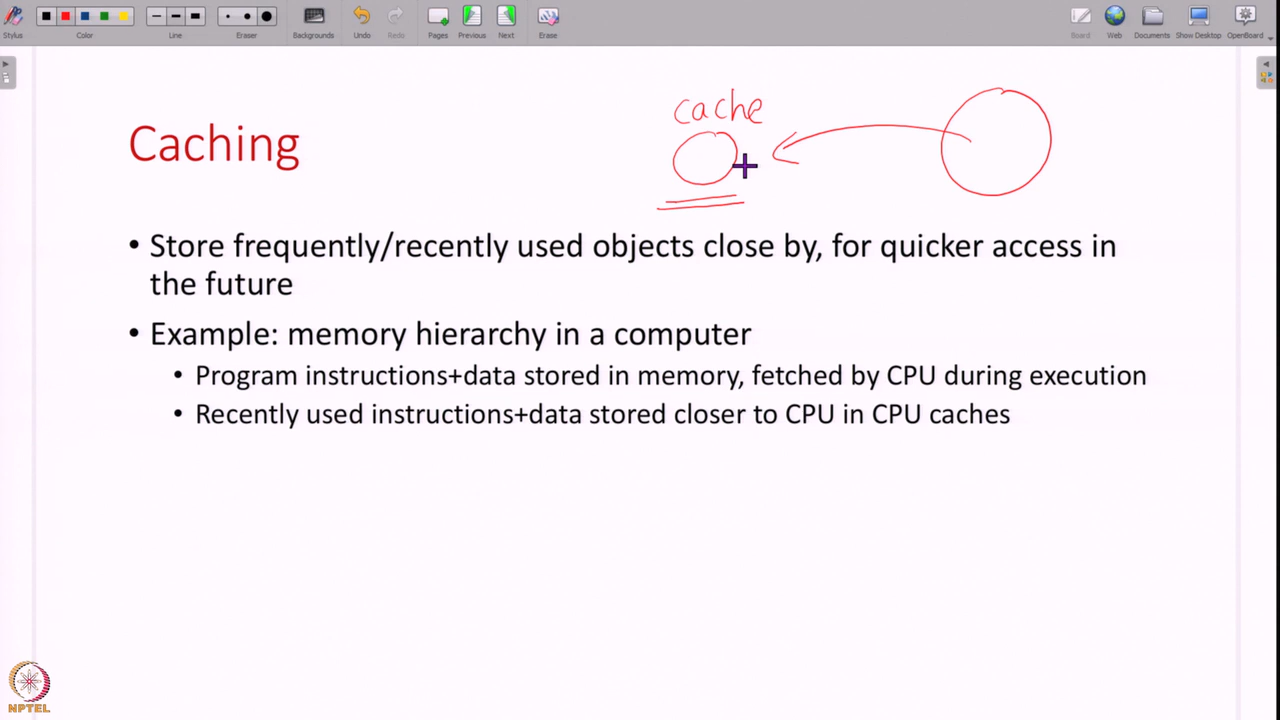 Stylus
Color
Line
Eraser
Backgrounds
Undo
Redo
Pages
Previous
Next
Erase
Board
Web
Documents
Show Desktop
OpenBoard
cache
Caching
• Store frequently/recently used objects close by, for quicker access in
the future
• Example: memory hierarchy in a computer
• Program instructions+data stored in memory, fetched by CPU during execution
• Recently used instructions+data stored closer to CPU in CPU caches
NPTEL